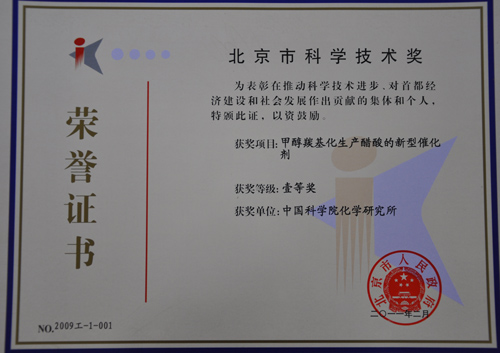 荣誉证书
北京市科学技术奖
为表彰在推动科学技术进步、对首都经
济建设和社会发展作出贡献的集体和个人，
特颁此证，以资鼓励。
获奖项目：甲醇羰基化生产醋酸的新型催化
剂
获奖等级：壹等奖
获奖单位：中国科学院化学研究所
北京市人民政府
二〇一一年二月
NO.2009工-1-001